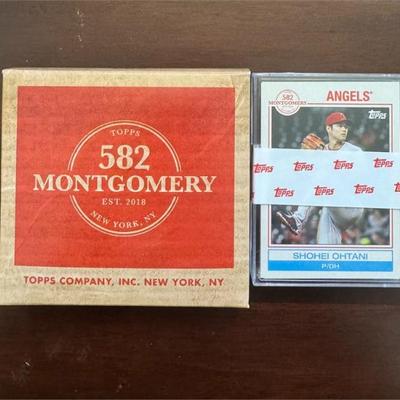 TOPPS
582
MONTGOMERY
EST. 2018
NEW YORK, NY
TOPPS COMPANY, INC. NEW YORK, NY
582
MONTGOMERY
ANGELS
Topps
Topps Topps Topps
Topps Topps Topps Topps
SHOHEI OHTANI
P/DH